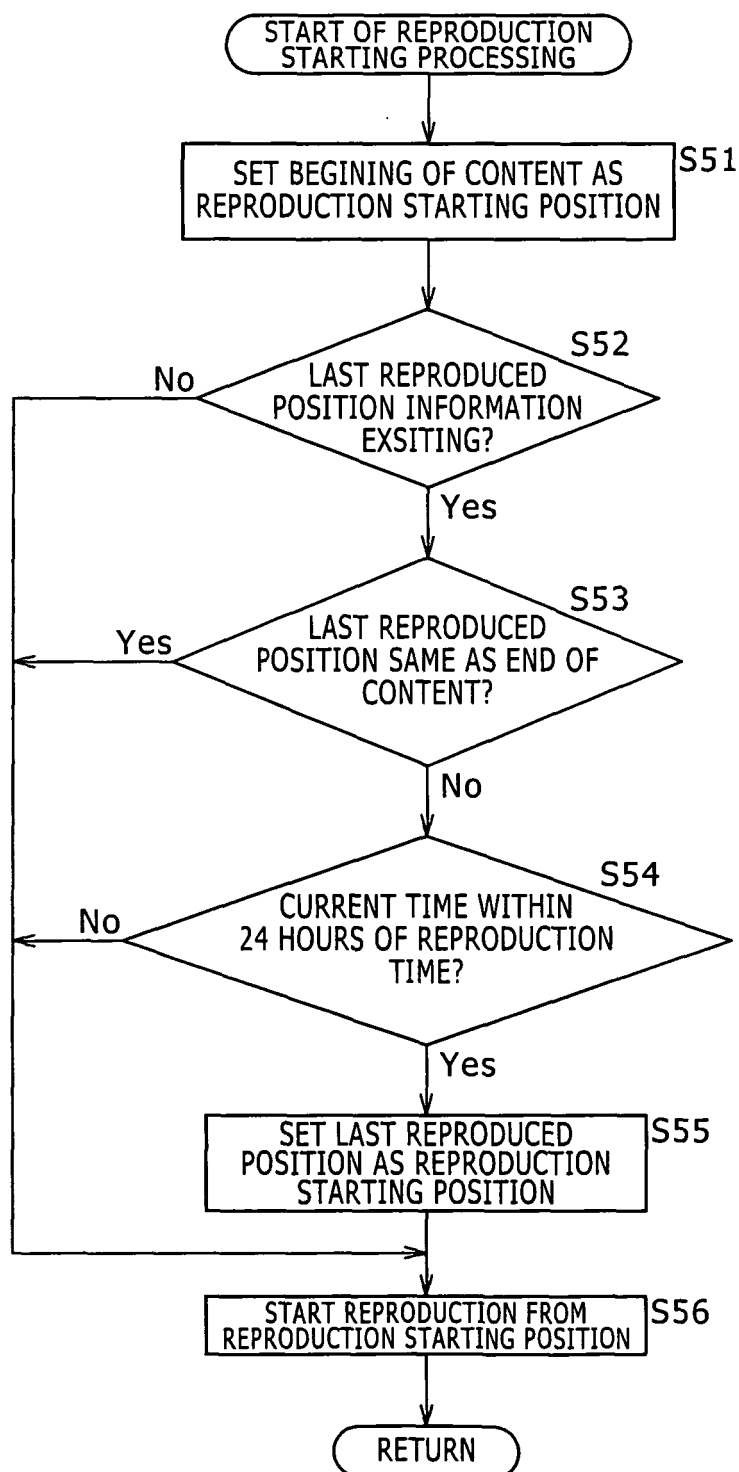 START OF REPRODUCTION
STARTING PROCESSING
S51
SET BEGINING OF CONTENT AS
REPRODUCTION STARTING POSITION
S52
No
LAST REPRODUCED
POSITION INFORMATION
EXSITING?
Yes
S53
Yes
LAST REPRODUCED
POSITION SAME AS END OF
CONTENT?
No
S54
No
CURRENT TIME WITHIN
24 HOURS OF REPRODUCTION
TIME?
Yes
S55
SET LAST REPRODUCED
POSITION AS REPRODUCTION
STARTING POSITION
S56
START REPRODUCTION FROM
REPRODUCTION STARTING POSITION
RETURN